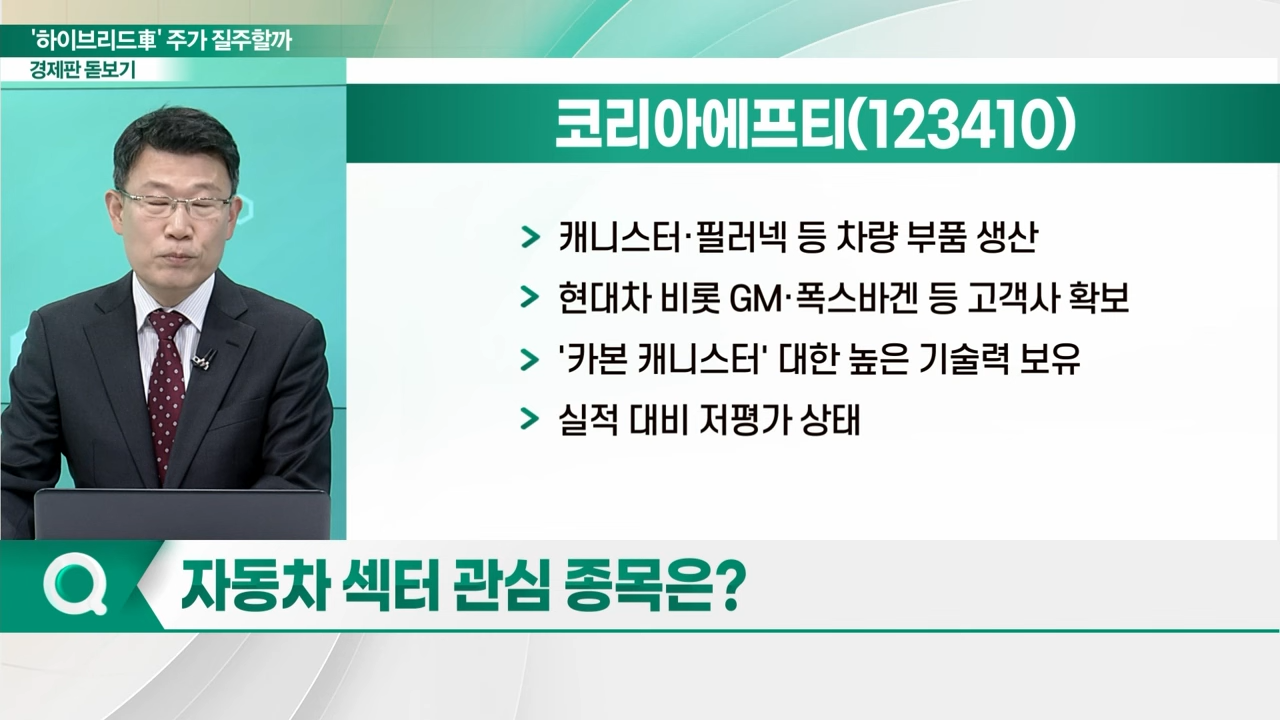 '하이브리드車' 주가 질주할까
경제판 돋보기
코리아에프티(123410)
> 캐니스터·필러넥 등 차량 부품 생산
> 현대차 비롯 GM·폭스바겐 등 고객사 확보
> '카본 캐니스터' 대한 높은 기술력 보유
> 실적 대비 저평가 상태
Q 자동차 섹터 관심 종목은?